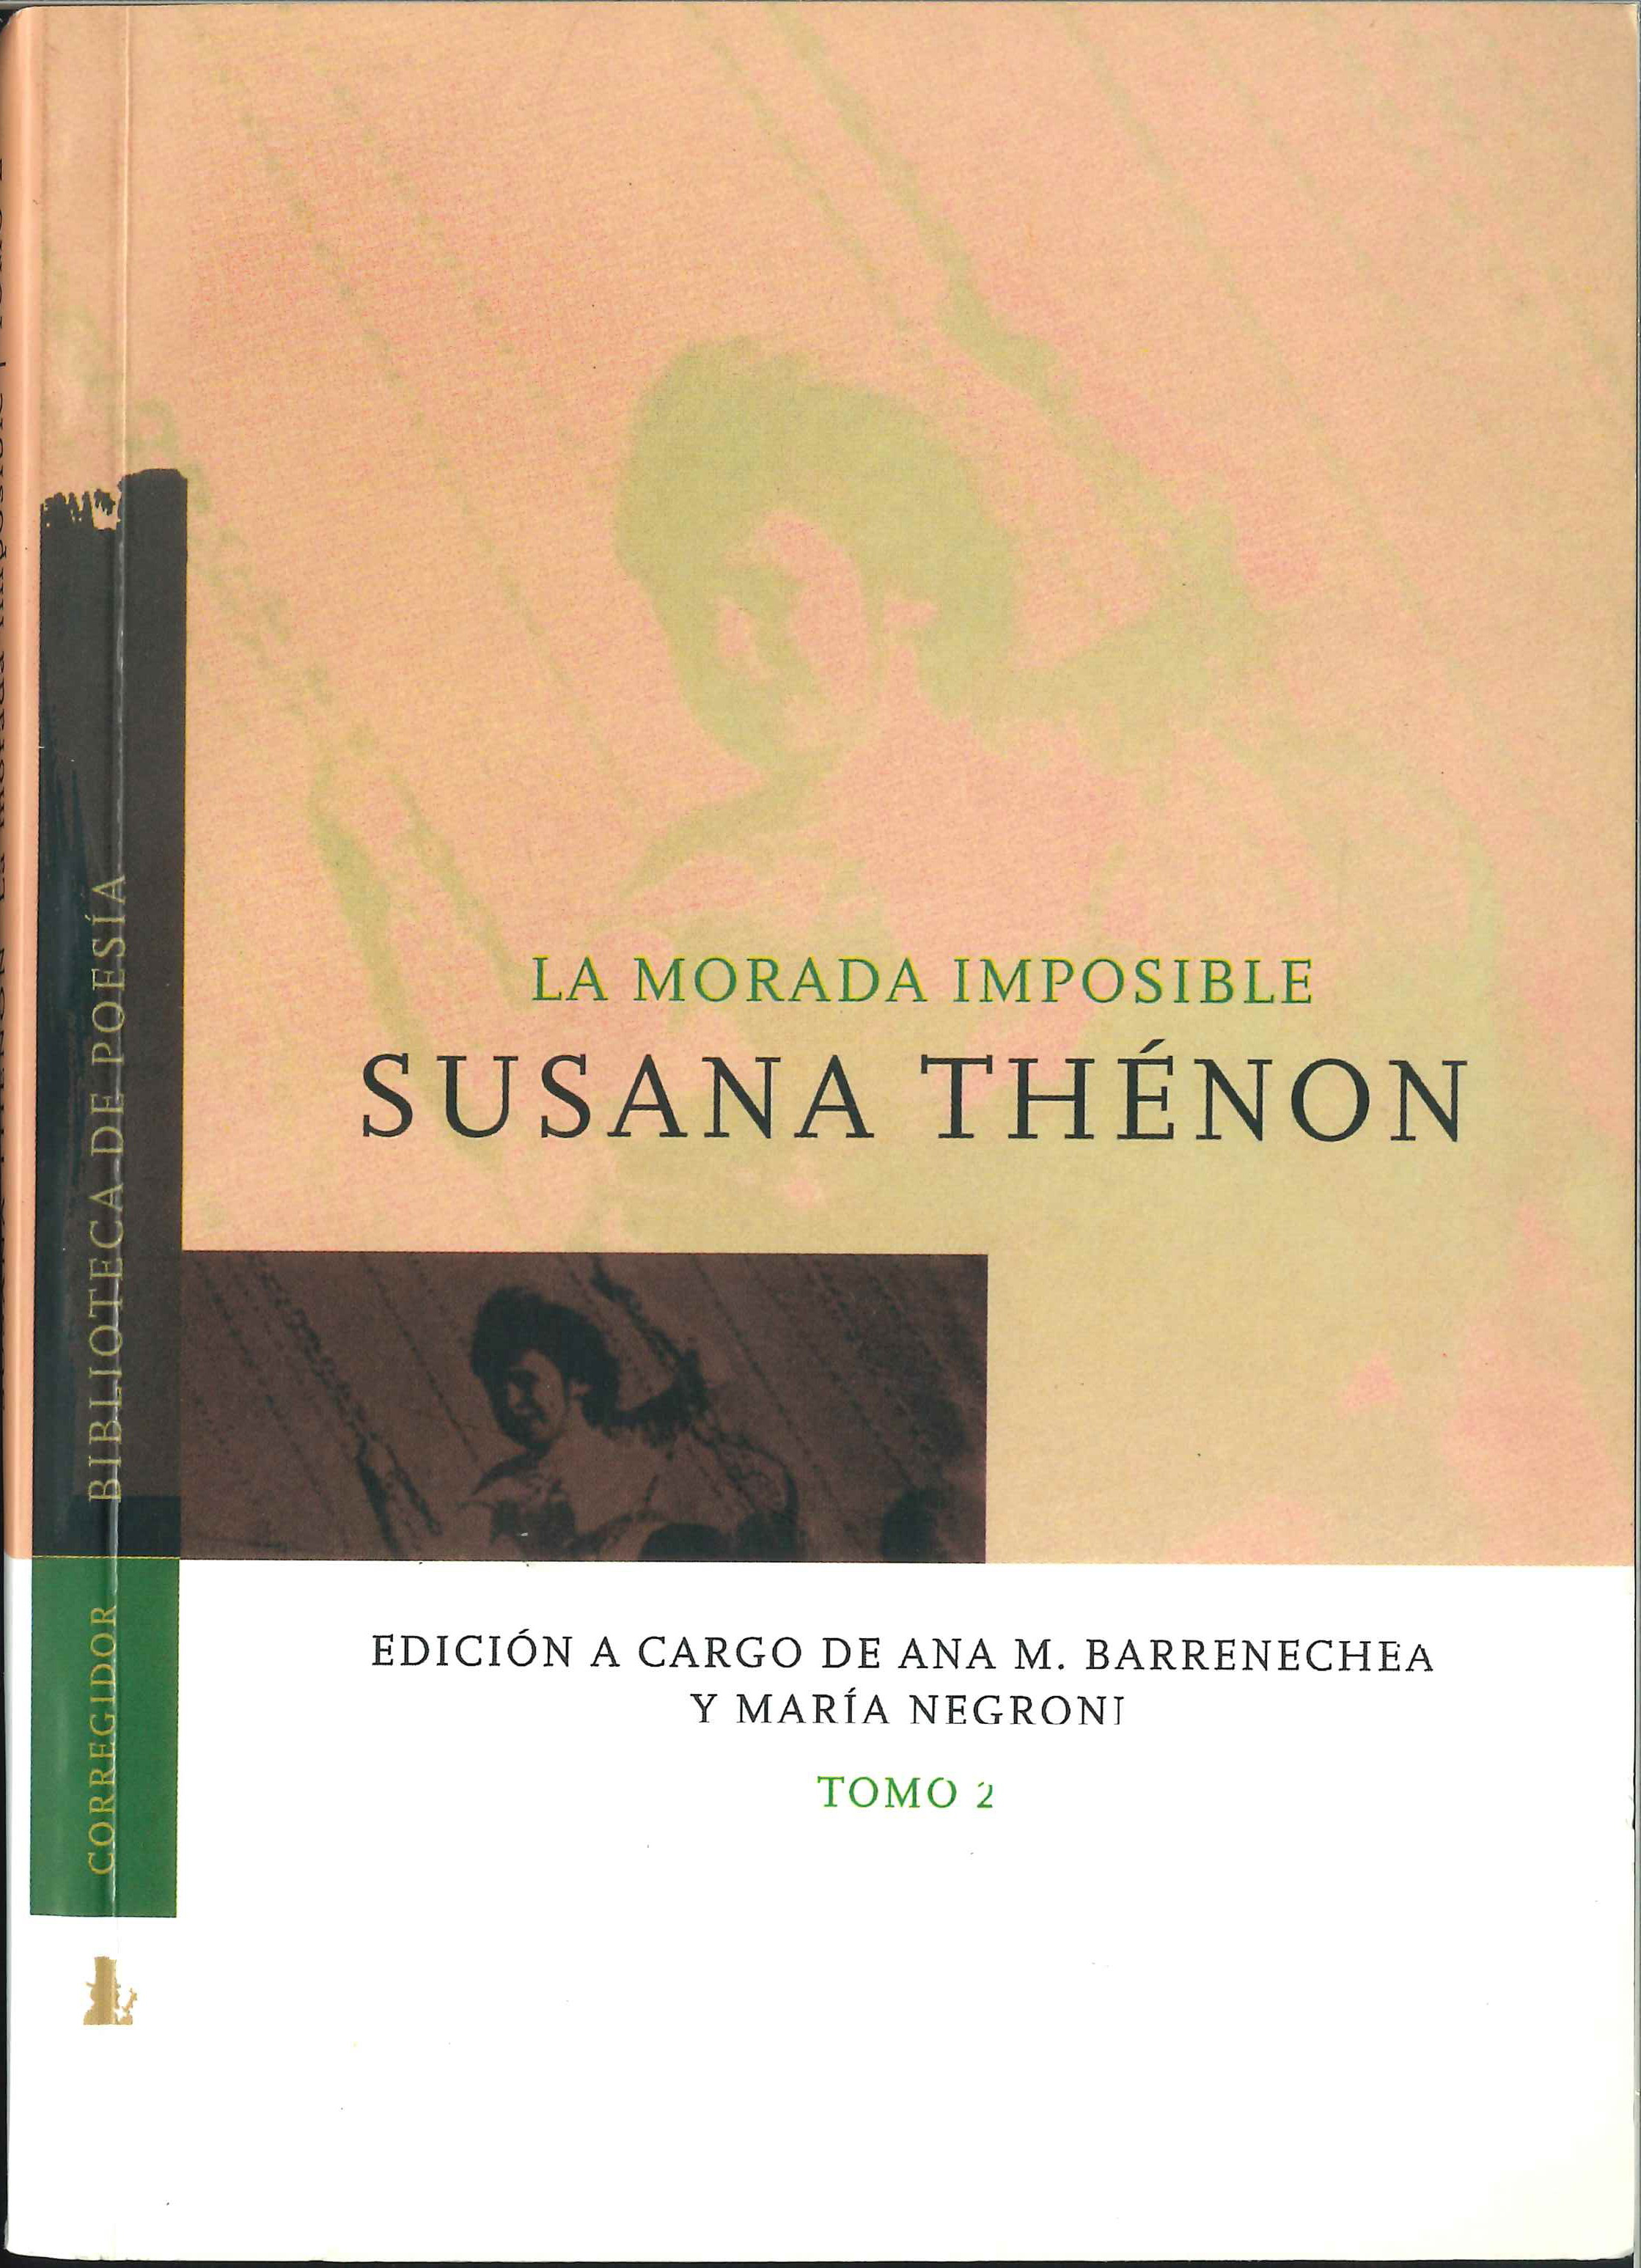 LA MORADA IMPOSIBLE
SUSANA THÉNON
BIBLIOTECA DE POESÍA
EDICIÓN A CARGO DE ANA M. BARRENECHEA
Y MARÍA NEGRONI
TOMO 2
CORREGIDOR